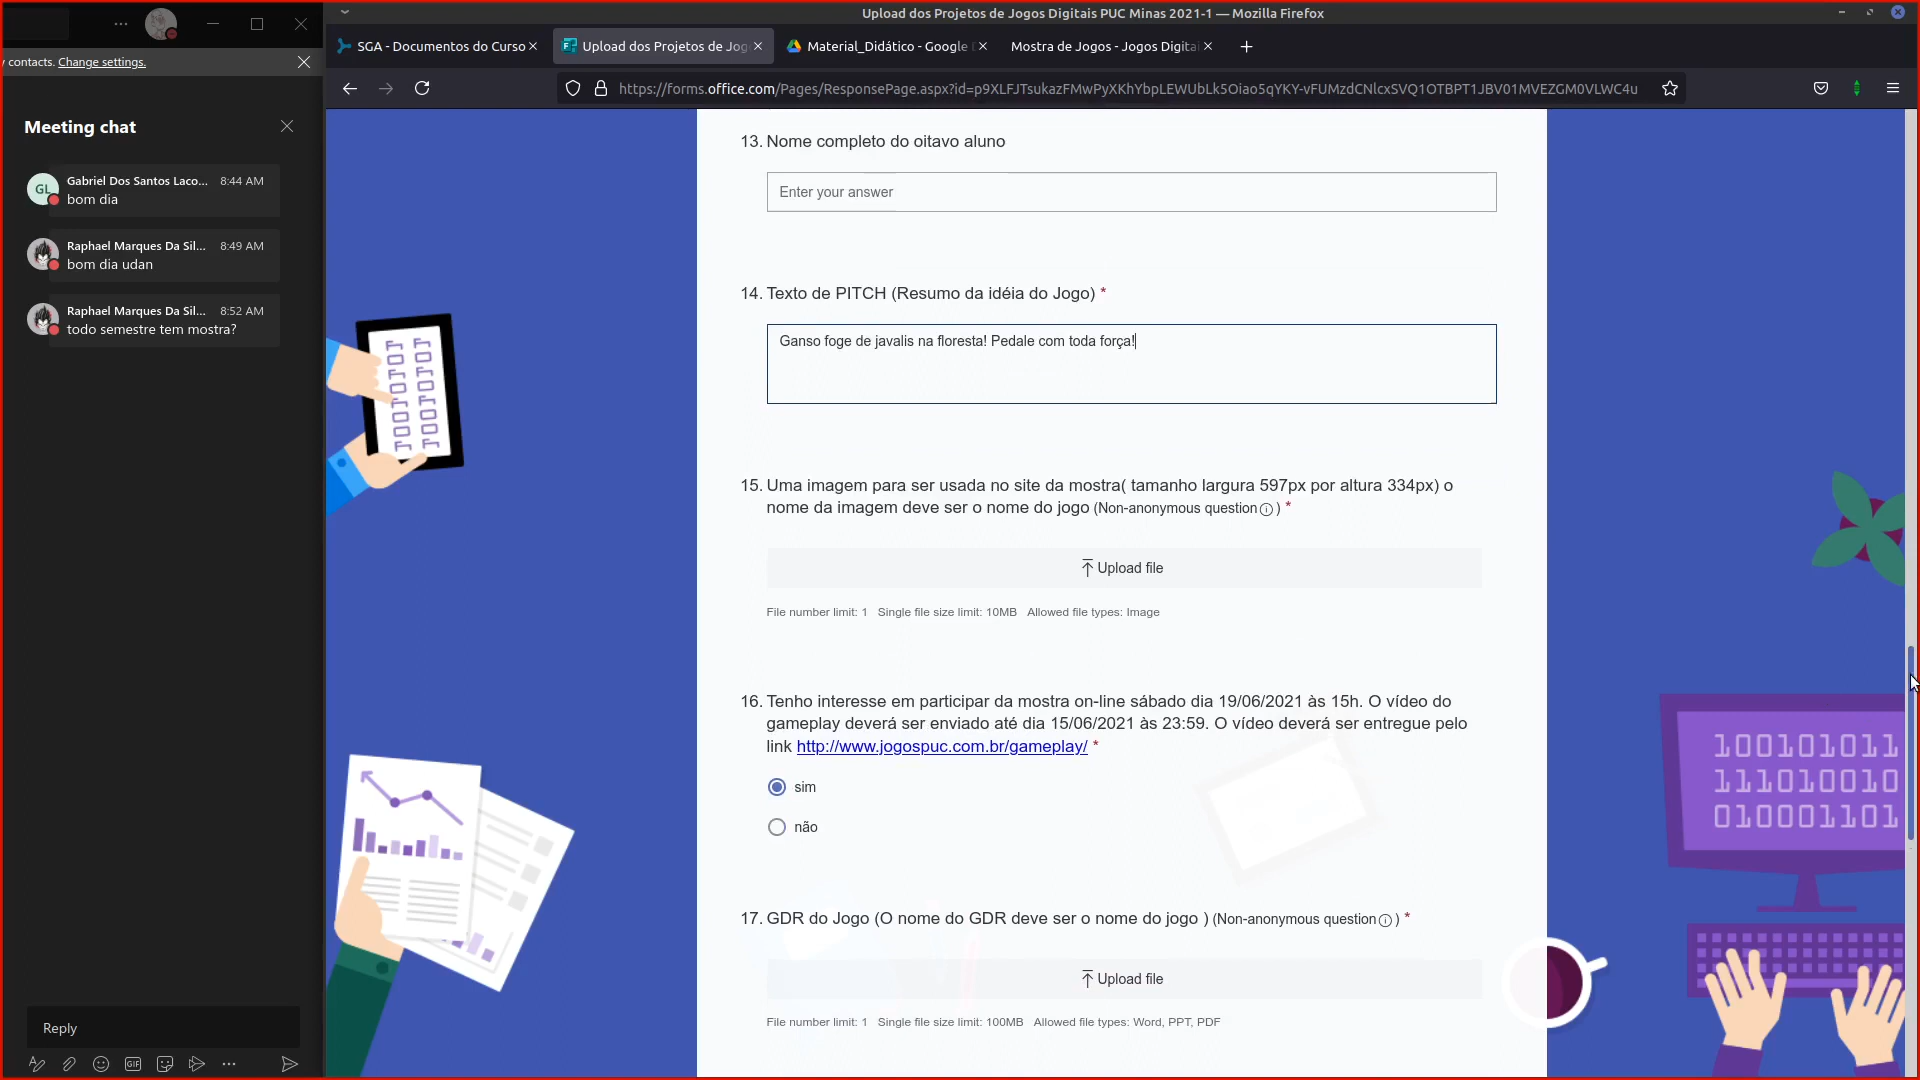 Upload dos Projetos de Jogos Digitais PUC Minas 2021-1 — Mozilla Firefox
SGA - Documentos do Curso
Upload dos Projetos de Jog
Material_Didático - Google
Mostra de Jogos - Jogos Digita
https://forms.office.com/Pages/ResponsePage.aspx?id=p9XLFJTsukazFMwPyXKhYbpLEWUbLk5Oiao5qYKY-vFUMzdCNlcxSVQ1OTBPT1JBV01MVEZGM0VLWC4u
y contacts. Change settings.
Meeting chat
GL
Gabriel Dos Santos Laco... 8:44 AM
bom dia
Raphael Marques Da Sil... 8:49 AM
bom dia udan
Raphael Marques Da Sil... 8:52 AM
todo semestre tem mostra?
Reply
GIF
13. Nome completo do oitavo aluno
Enter your answer
14. Texto de PITCH (Resumo da idéia do Jogo) *
Ganso foge de javalis na floresta! Pedale com toda força!
15. Uma imagem para ser usada no site da mostra( tamanho largura 597px por altura 334px) o
nome da imagem deve ser o nome do jogo (Non-anonymous question ) *
Upload file
File number limit: 1 Single file size limit: 10MB Allowed file types: Image
16. Tenho interesse em participar da mostra on-line sábado dia 19/06/2021 às 15h. O vídeo do
gameplay deverá ser enviado até dia 15/06/2021 às 23:59. O vídeo deverá ser entregue pelo
link http://www.jogospuc.com.br/gameplay/ *
sim
não
17. GDR do Jogo (O nome do GDR deve ser o nome do jogo ) (Non-anonymous question ) *
Upload file
File number limit: 1 Single file size limit: 100MB Allowed file types: Word, PPT, PDF
100101011
111010010
010001101